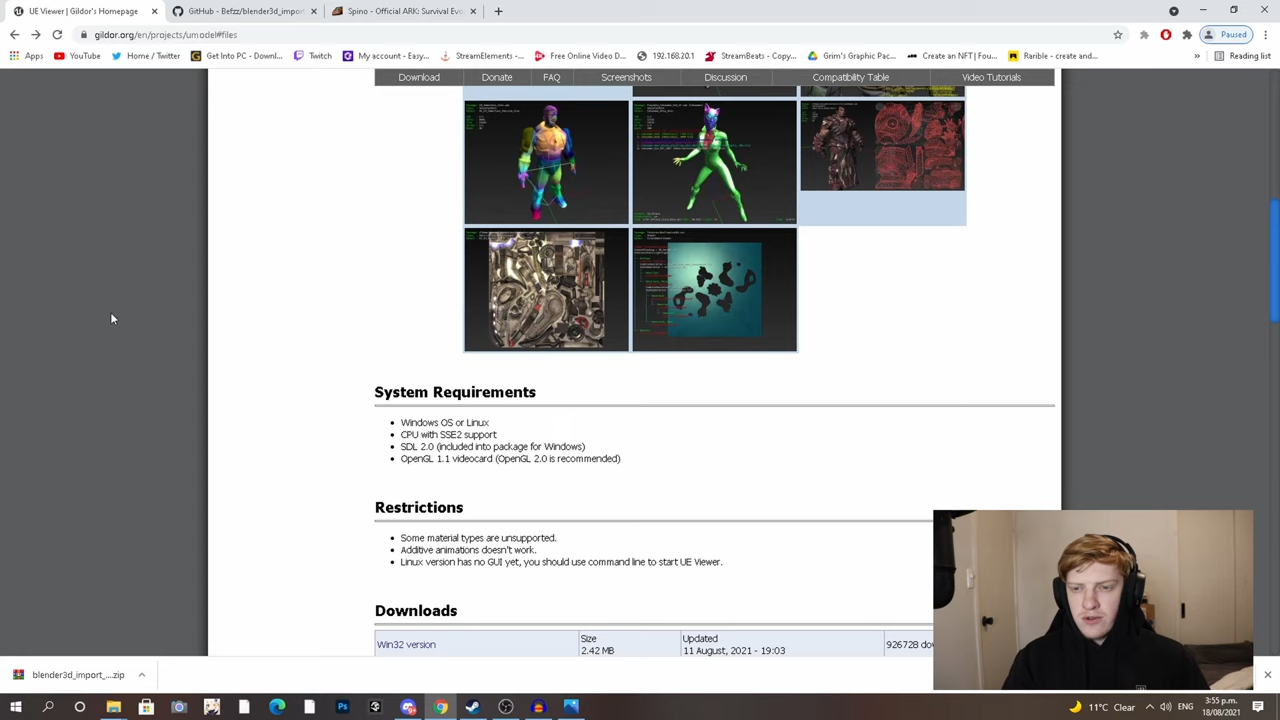 UE Viewer | Gildor's Homepage
GitHub - Befzz/blender3d_import
Spino - Official ARK: Survival Evo
gildor.org/en/projects/umodel#files
Paused
Apps
YouTube
Home / Twitter
Get Into PC - Downl...
Twitch
My account - Easy...
StreamElements -...
Free Online Video D...
192.168.20.1
StreamBeats - Copy...
Grim's Graphic Pac...
Create an NFT (Fou...
Rarible - create and...
»
Reading list
Download
Donate
FAQ
Screenshots
Discussion
Compatibility Table
Video Tutorials
System Requirements
• Windows OS or Linux
• CPU with SSE2 support
• SDL 2.0 (included into package for Windows)
• OpenGL 1.1 videocard (OpenGL 2.0 is recommended)
Restrictions
• Some material types are unsupported.
• Additive animations doesn't work.
• Linux version has no GUI yet, you should use command line to start UE Viewer.
Downloads
Win32 version
Size
2.42 MB
Updated
11 August, 2021 - 19:03
926728 dov
blender3d_import_....zip
11°C Clear
ENG
3:55 p.m.
18/08/2021